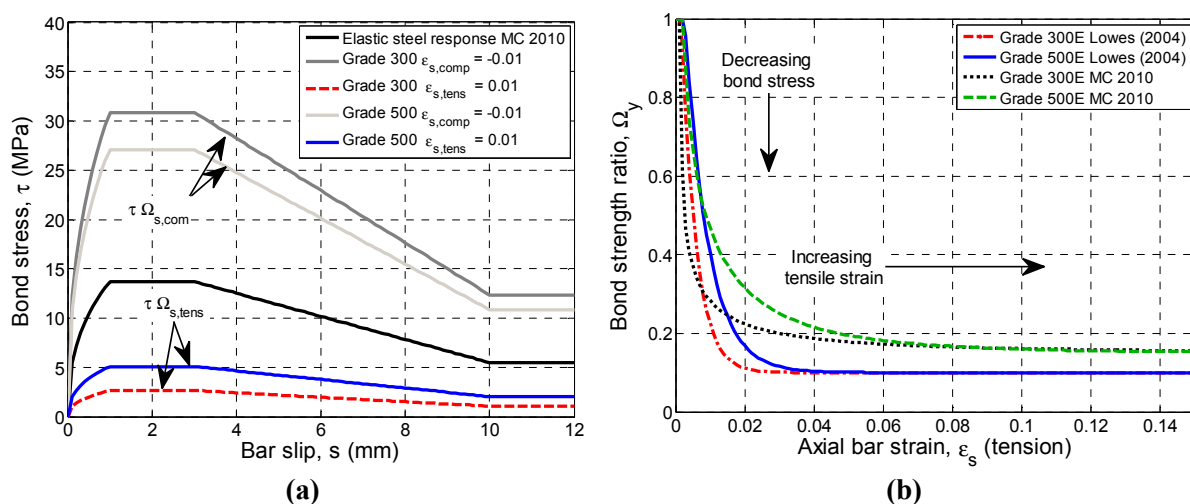 Bond stress, τ (MPa)
40
35
30
25
20
15
10
5
0
Elastic steel response MC 2010
Grade 300 εs,comp = -0.01
Grade 300 εs,tens = 0.01
Grade 500 εs,comp = -0.01
Grade 500 εs,tens = 0.01
τ Ωs,com
τ Ωs,tens
0 2 4 6 8 10 12
Bar slip, s (mm)
(a)
Bond strength ratio, Ωy
1
0.8
0.6
0.4
0.2
0
Decreasing
bond stress
Grade 300E Lowes (2004)
Grade 500E Lowes (2004)
Grade 300E MC 2010
Grade 500E MC 2010
Increasing
tensile strain
0 0.02 0.04 0.06 0.08 0.1 0.12 0.14
Axial bar strain, εs (tension)
(b)